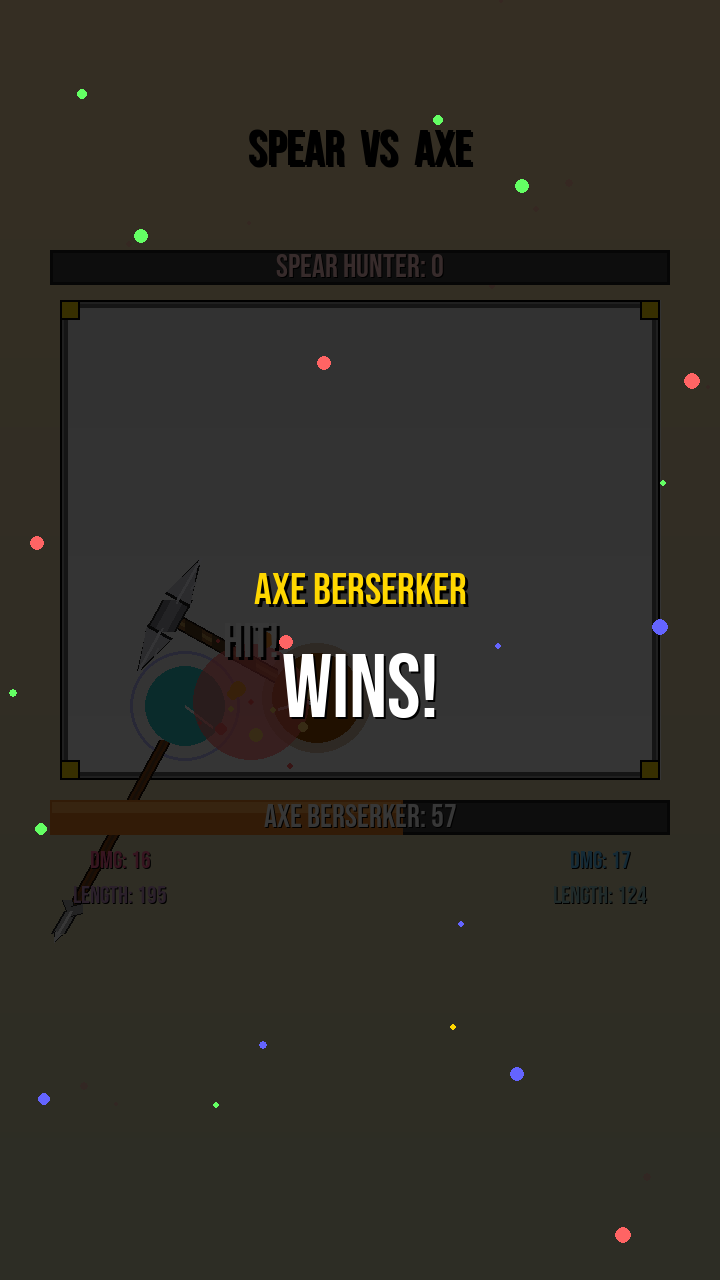 SPEAR VS AXE
SPEAR HUNTER: 0
AXE BERSERKER
HIT!
WINS!
AXE BERSERKER: 57
DMG: 16
DMG: 17
LENGTH: 195
LENGTH: 124